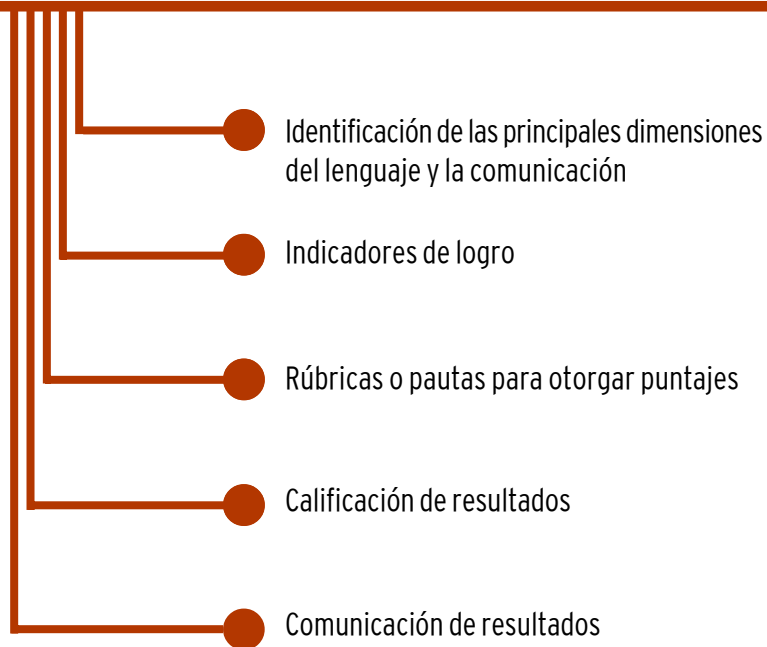 Identificación de las principales dimensiones
del lenguaje y la comunicación
Indicadores de logro
Rúbricas o pautas para otorgar puntajes
Calificación de resultados
Comunicación de resultados